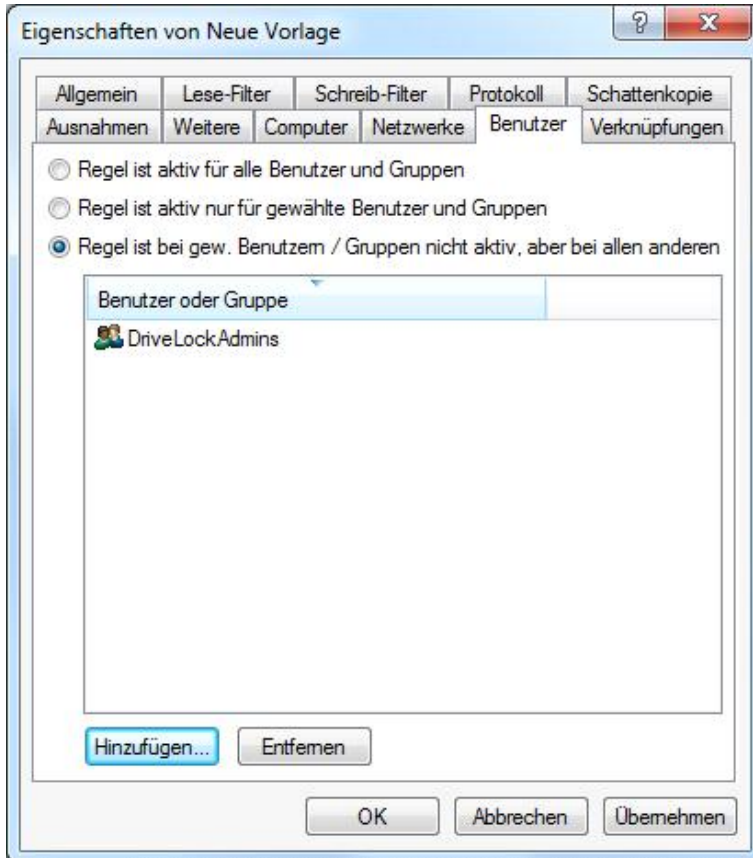 Eigenschaften von Neue Vorlage
Allgemein Lese-Filter Schreib-Filter Protokoll Schattenkopie
Ausnahmen Weitere Computer Netzwerke Benutzer Verknüpfungen
Regel ist aktiv für alle Benutzer und Gruppen
Regel ist aktiv nur für gewählte Benutzer und Gruppen
Regel ist bei gew. Benutzern / Gruppen nicht aktiv, aber bei allen anderen
Benutzer oder Gruppe
DriveLockAdmins
Hinzufügen... Entfernen
OK Abbrechen Übernehmen